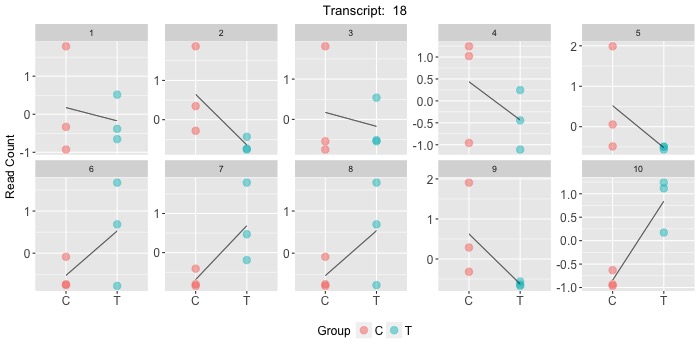 Transcript: 18
1 2 3 4 5
1 0 -1
1 0
1 0
1.0 0.5 0.0 -0.5 -1.0
2 1 0
Read Count
6 7 8 9 10
1 0
1 0
1 0
2 1 0
1.0 0.5 0.0 -0.5 -1.0
C T C T C T C T C T
Group C T